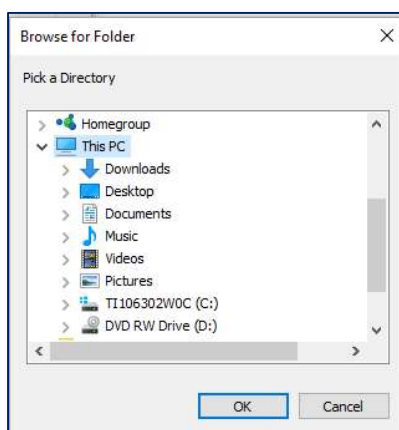 Browse for Folder
Pick a Directory
Homegroup
This PC
Downloads
Desktop
Documents
Music
Videos
Pictures
TI106302W0C (C:)
DVD RW Drive (D:)
OK Cancel